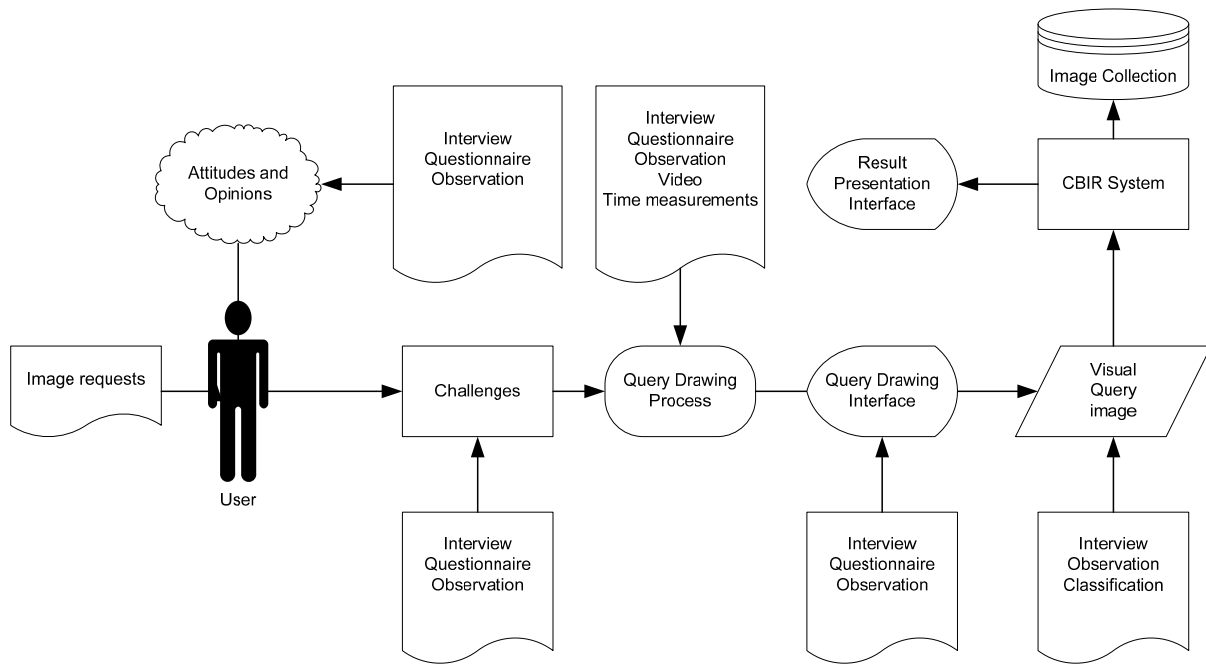 Image Collection
Interview
Questionnaire
Observation
Interview
Questionnaire
Observation
Video
Time measurements
Attitudes and
Opinions
Result
Presentation
Interface
CBIR System
Image requests
User
Challenges
Query Drawing
Process
Query Drawing
Interface
Visual
Query
image
Interview
Questionnaire
Observation
Interview
Questionnaire
Observation
Interview
Observation
Classification